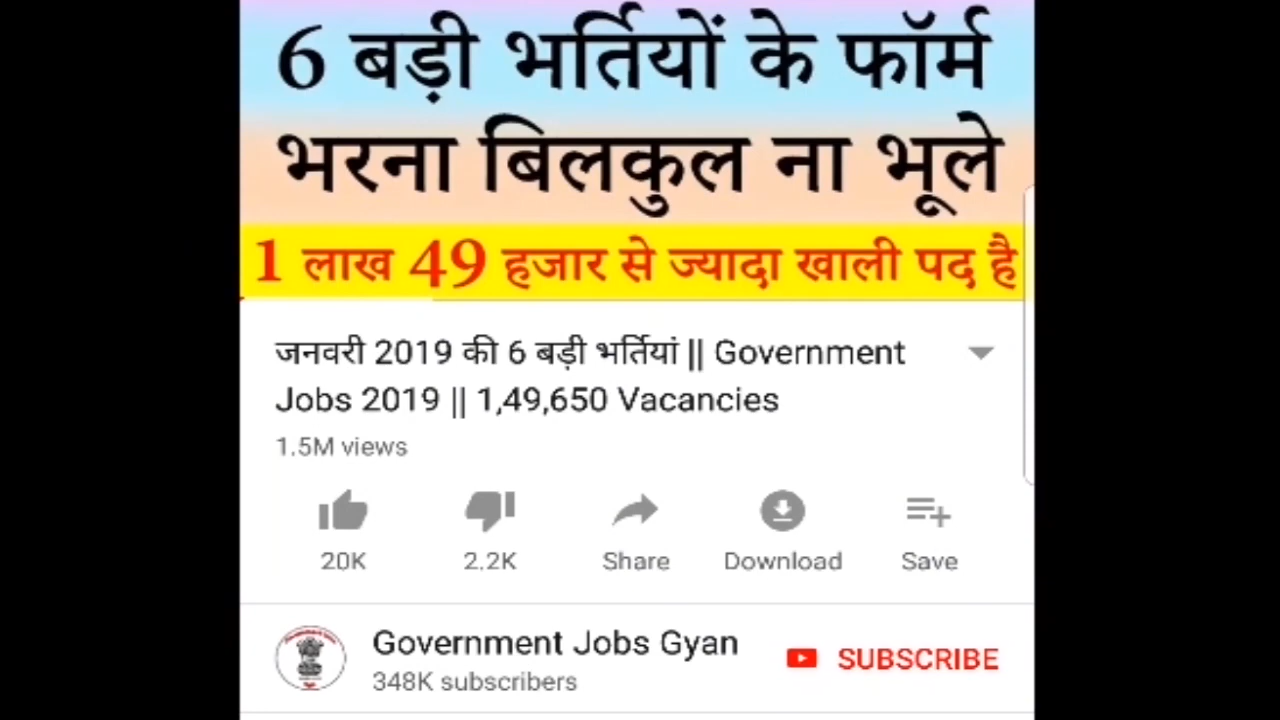 6 बड़ी भर्तियों के फॉर्म
भरना बिलकुल ना भूले
1 लाख 49 हजार से ज्यादा खाली पद है
जनवरी 2019 की 6 बड़ी भर्तियां || Government
Jobs 2019 || 1,49,650 Vacancies
1.5M views
20K 2.2K Share Download Save
Government Jobs Gyan
SUBSCRIBE
348K subscribers